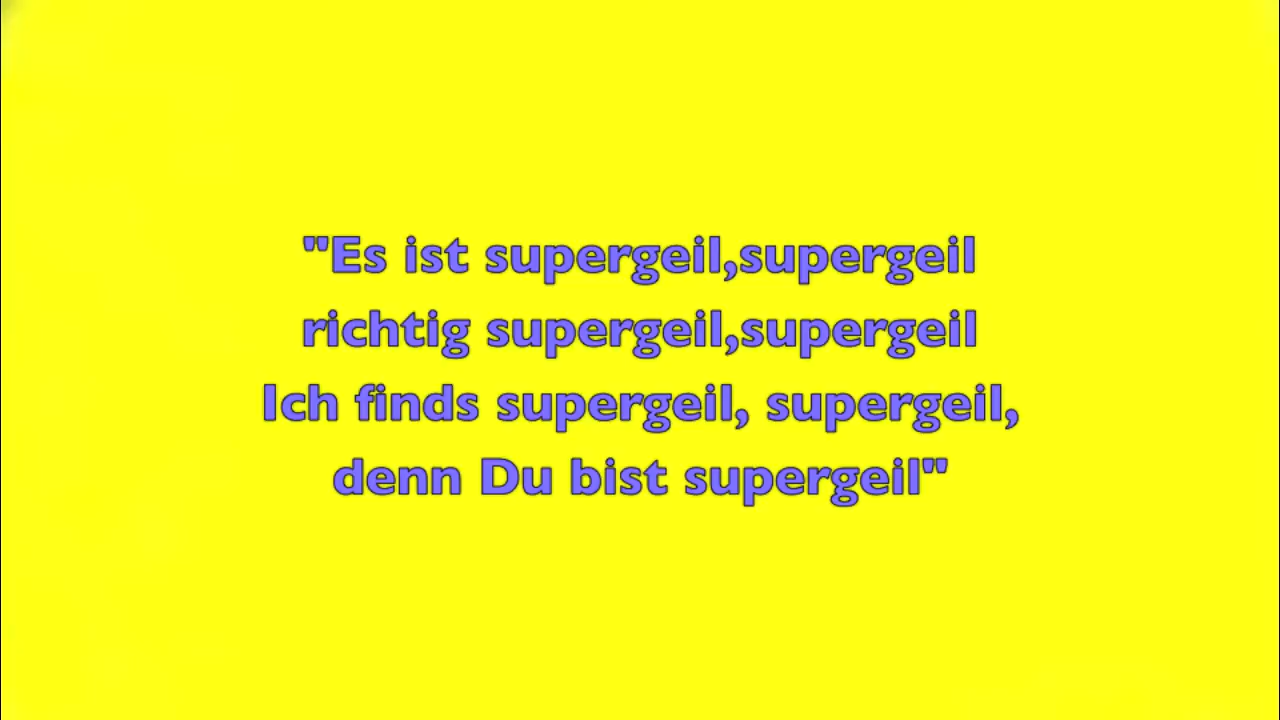 "Es ist supergeil,supergeil
richtig supergeil,supergeil
Ich finds supergeil, supergeil,
denn Du bist supergeil"